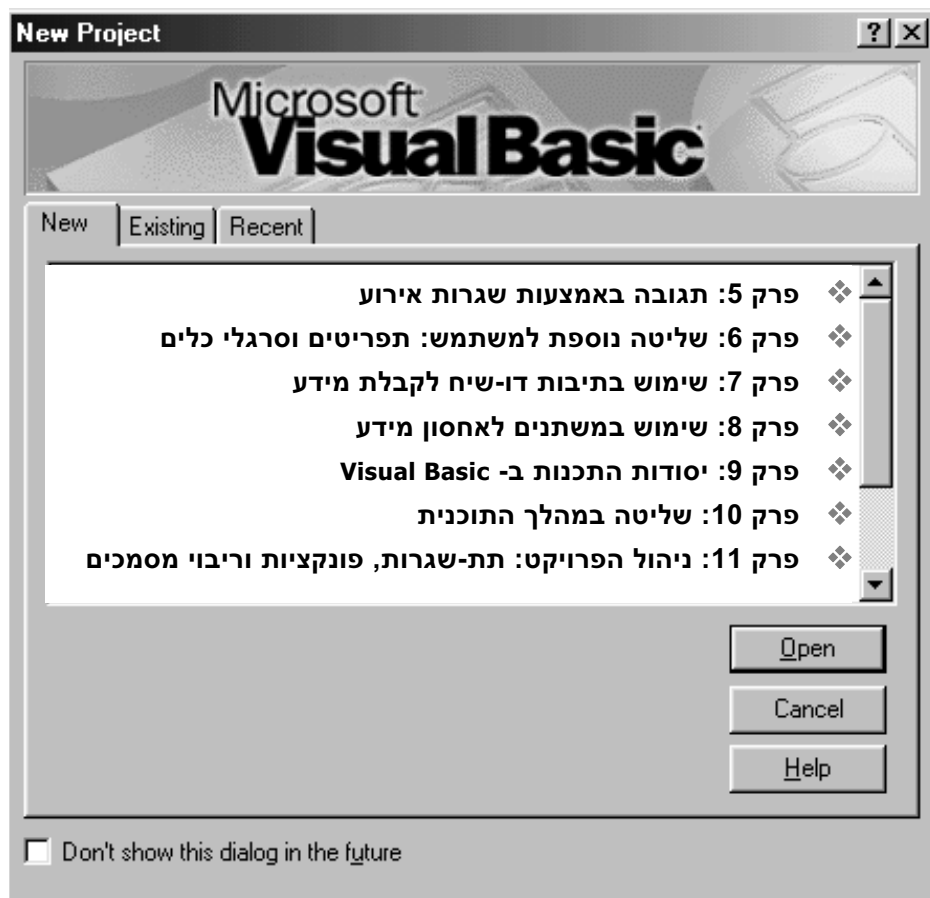 New Project
Microsoft
Visual Basic
New Existing Recent
פרק 5: תגובה באמצעות שגרות אירוע
פרק 6: שליטה נוספת למשתמש: תפריטים וסרגלי כלים
פרק 7: שימוש בתיבות דו-שיח לקבלת מידע
פרק 8: שימוש במשתנים לאחסון מידע
פרק 9: יסודות התכנות ב- Visual Basic
פרק 10: שליטה במהלך התוכנית
פרק 11: ניהול הפרויקט: תת-שגרות, פונקציות וריבוי מסמכים
Open
Cancel
Help
Don't show this dialog in the future